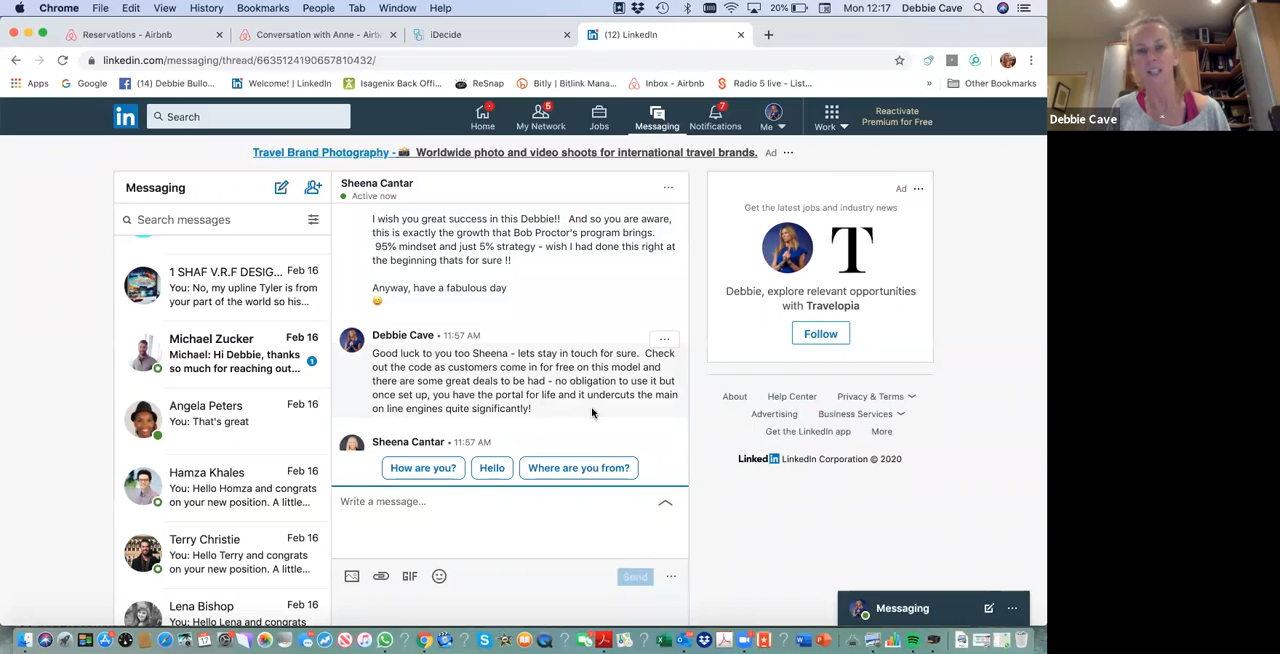 Chrome File Edit View History Bookmarks People Tab Window Help
20% Mon 12:17 Debbie Cave
Reservations - Airbnb
Conversation with Anne - Airb
iDecide
(12) LinkedIn
linkedin.com/messaging/thread/6635124190657810432/
Apps Google (14) Debbie Bullo... Welcome! | LinkedIn Isagenix Back Offi... ReSnap Bitly | Bitlink Mana... Inbox - Airbnb Radio 5 live - List... » Other Bookmarks
in
Search
Home
5
My Network
Jobs
Messaging
7
Notifications
Me
Work
Reactivate
Premium for Free
Travel Brand Photography - 📸 Worldwide photo and video shoots for international travel brands. Ad ···
Messaging
Search messages
1 SHAF V.R.F DESIG... Feb 16
You: No, my upline Tyler is from
your part of the world so his...
Michael Zucker Feb 16
Michael: Hi Debbie, thanks
so much for reaching out...
1
Angela Peters Feb 16
You: That's great
Hamza Khales Feb 16
You: Hello Homza and congrats
on your new position. A little...
Terry Christie Feb 16
You: Hello Terry and congrats
on your new position. A little...
Lena Bishop Feb 16
You: Hello Lena and congrats
Sheena Cantar
Active now
···
I wish you great success in this Debbie!! And so you are aware,
this is exactly the growth that Bob Proctor's program brings.
95% mindset and just 5% strategy - wish I had done this right at
the beginning thats for sure !!
Anyway, have a fabulous day
😀
Debbie Cave • 11:57 AM
···
Good luck to you too Sheena - lets stay in touch for sure. Check
out the code as customers come in for free on this model and
there are some great deals to be had - no obligation to use it but
once set up, you have the portal for life and it undercuts the main
on line engines quite significantly!
Sheena Cantar • 11:57 AM
How are you? Hello Where are you from?
Write a message...
GIF
Send ···
Ad ···
Get the latest jobs and industry news
T
Debbie, explore relevant opportunities
with Travelopia
Follow
About Help Center Privacy & Terms
Advertising Business Services
Get the LinkedIn app More
LinkedIn LinkedIn Corporation © 2020
Messaging ···
Debbie Cave